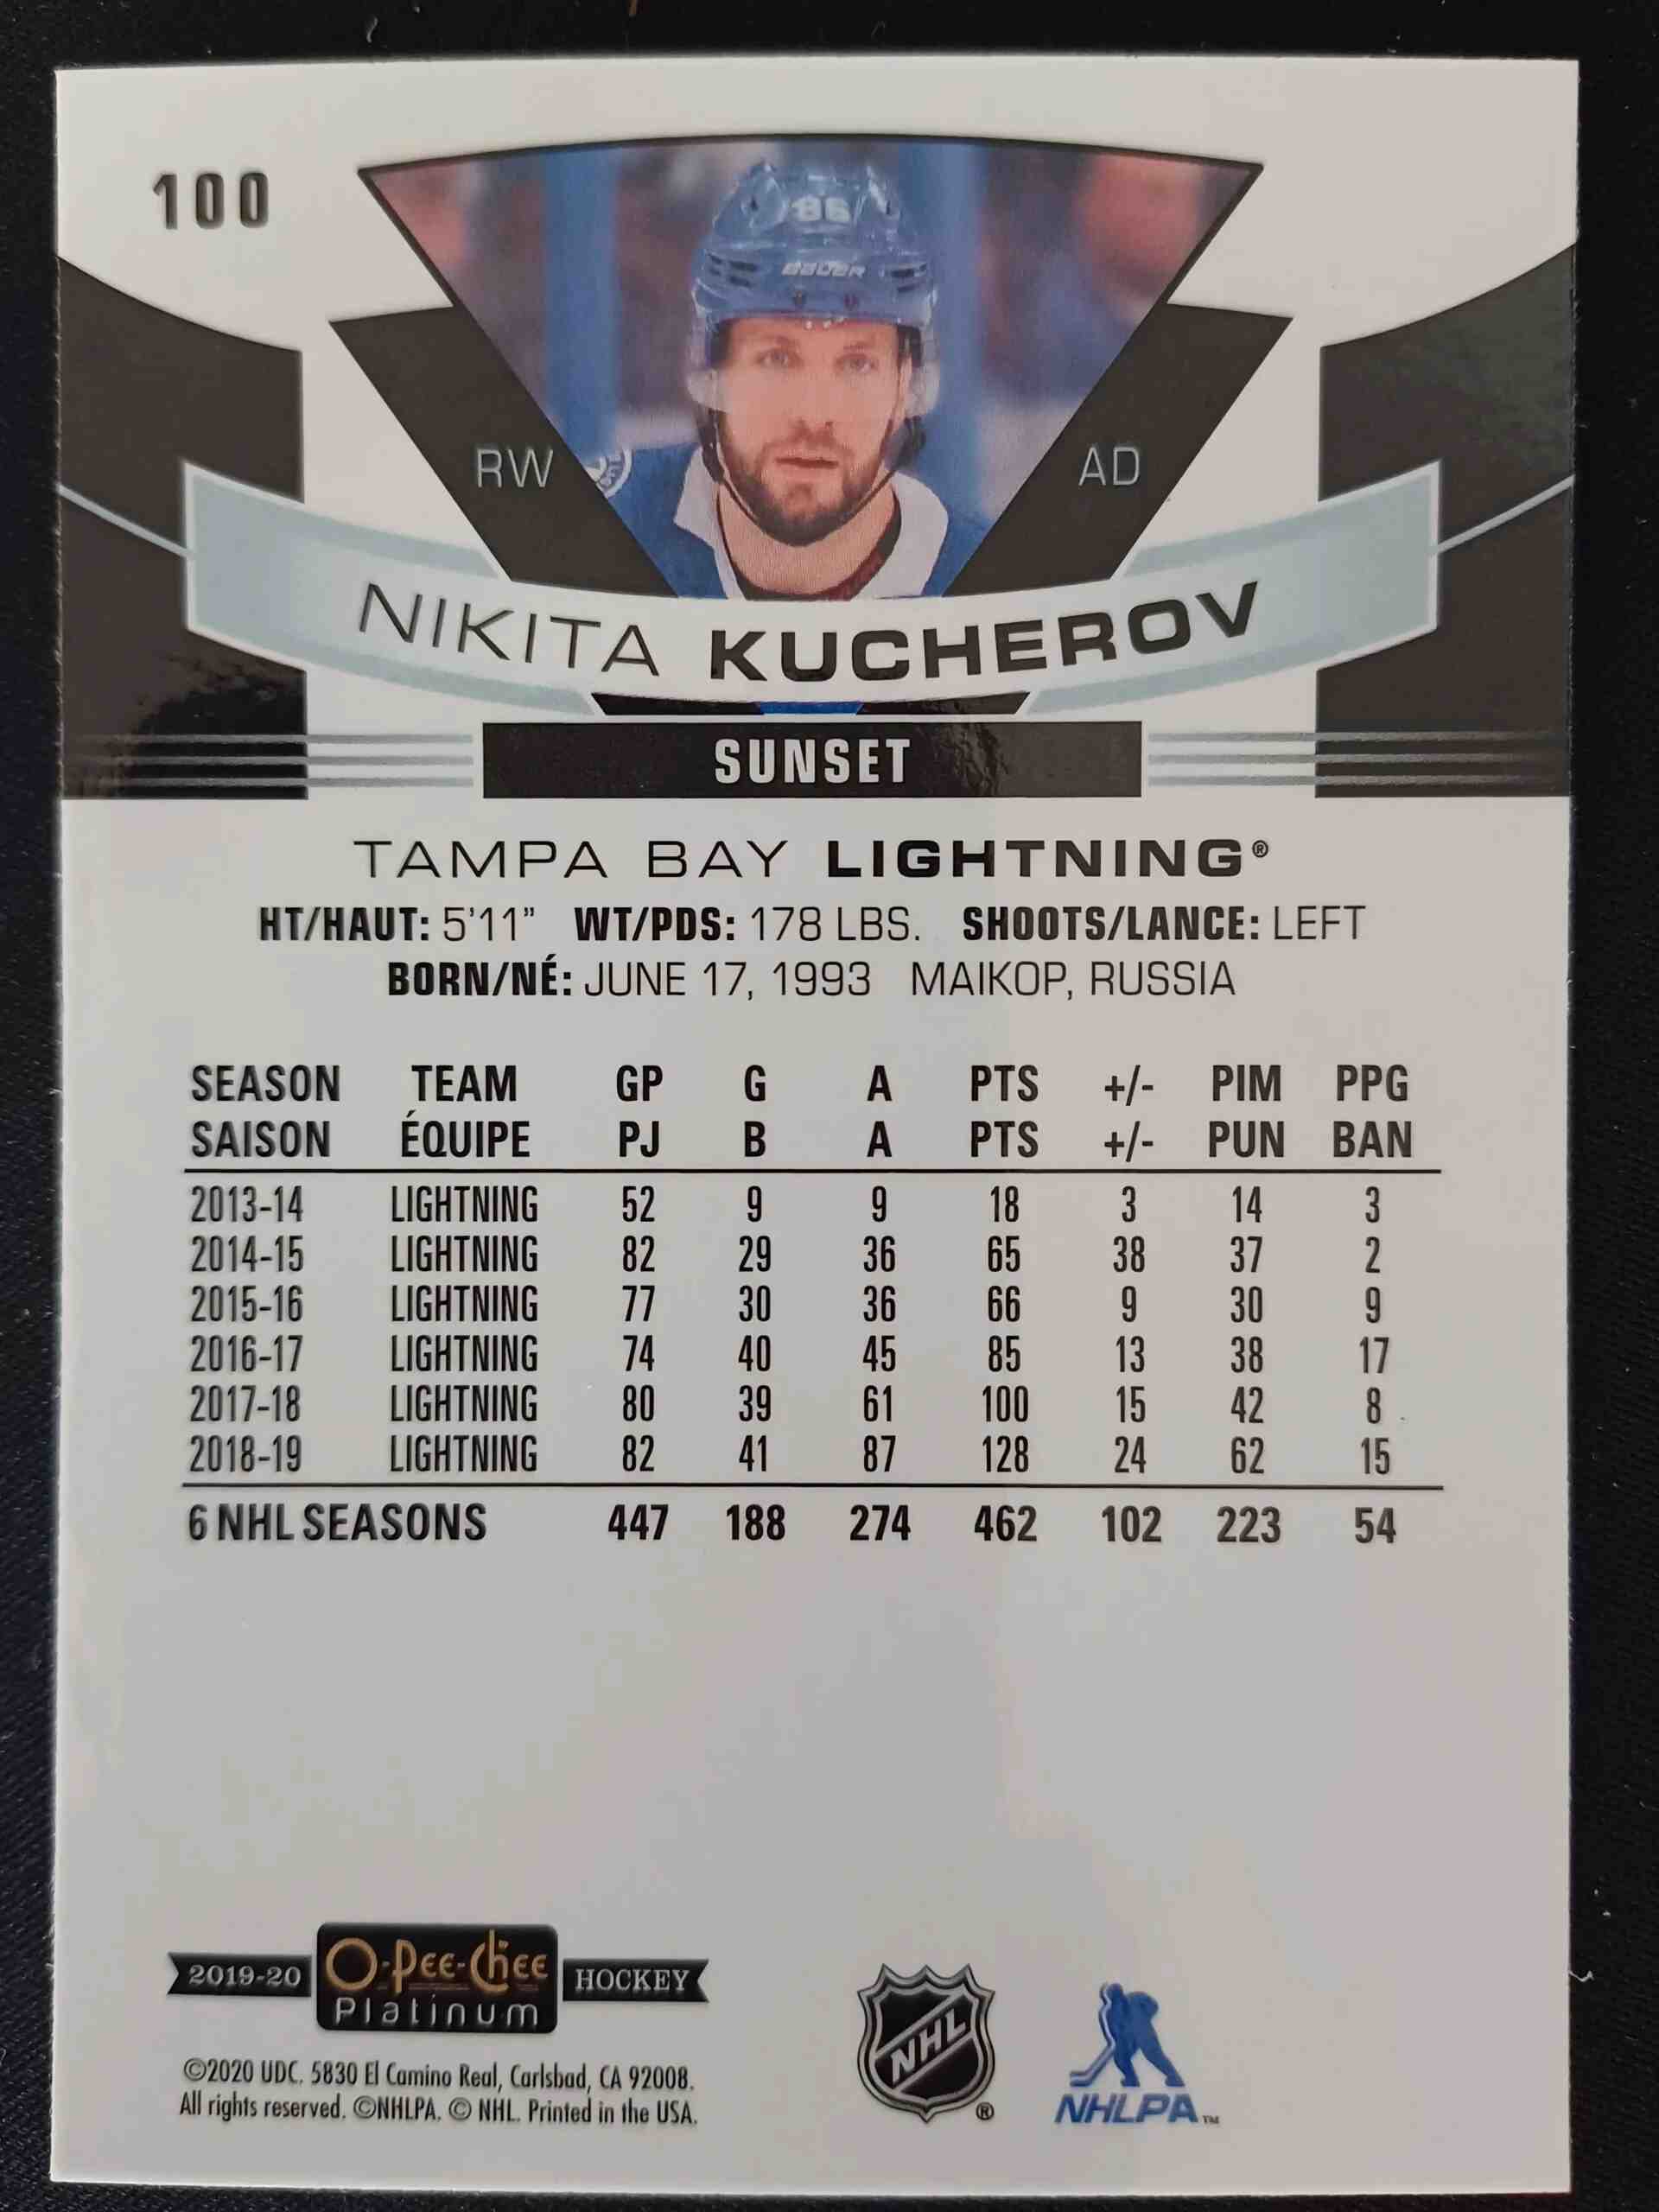 100
86
BAUER
RW
AD
NIKITA KUCHEROV
SUNSET
TAMPA BAY LIGHTNING®
HT/HAUT: 5'11" WT/PDS: 178 LBS. SHOOTS/LANCE: LEFT
BORN/NÉ: JUNE 17, 1993 MAIKOP, RUSSIA
SEASON TEAM GP G A PTS +/- PIM PPG
SAISON ÉQUIPE PJ B A PTS +/- PUN BAN
2013-14 LIGHTNING 52 9 9 18 3 14 3
2014-15 LIGHTNING 82 29 36 65 38 37 2
2015-16 LIGHTNING 77 30 36 66 9 30 9
2016-17 LIGHTNING 74 40 45 85 13 38 17
2017-18 LIGHTNING 80 39 61 100 15 42 8
2018-19 LIGHTNING 82 41 87 128 24 62 15
6 NHL SEASONS 447 188 274 462 102 223 54
2019-20 O-Pee-Chee HOCKEY
Platinum
NHL ®
NHLPA™
©2020 UDC. 5830 El Camino Real, Carlsbad, CA 92008.
All rights reserved. ©NHLPA. © NHL. Printed in the USA.